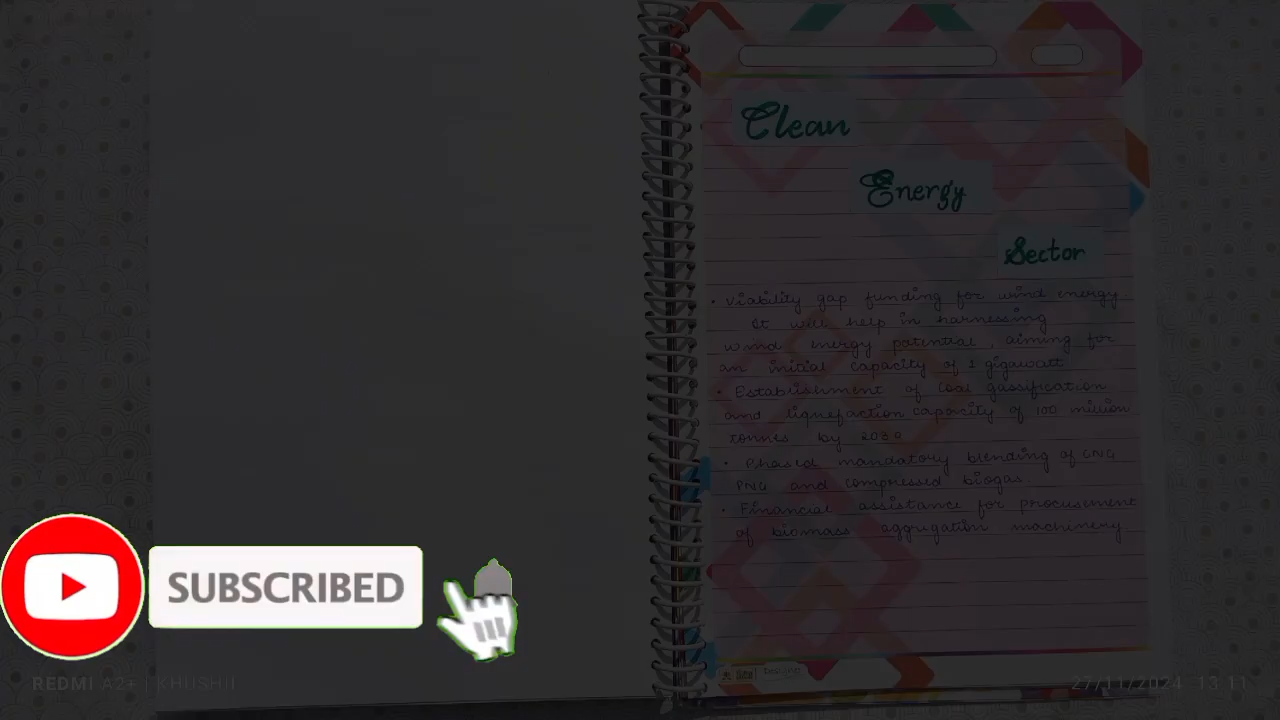 Clean
Energy
Sector
• Viability gap funding for wind energy
It will help in harnessing
wind energy potential, aiming for
an initial capacity of 1 gigawatt
• Establishment of Coal gassification
and liquefaction capacity of 100 million
tonnes by 2030
• Phased mandatory blending of CNG
PNG and compressed biogas.
• Financial assistance for procusement
of biomass aggregation machinery
SUBSCRIBED
REDMI A2+ | KHUSHII
27/11/2024 13:11